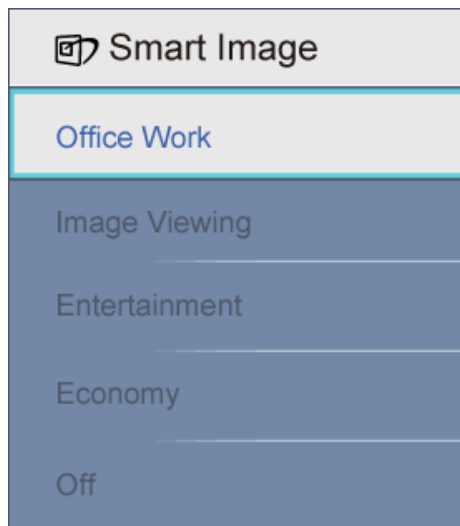 Smart Image
Office Work
Image Viewing
Entertainment
Economy
Off